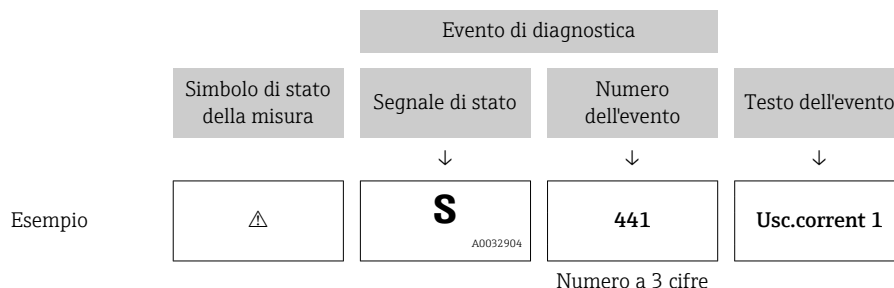 Evento di diagnostica
Simbolo di stato
della misura
Segnale di stato
Numero
dell'evento
Testo dell'evento
↓ ↓ ↓
Esempio
⚠
S
A0032904
441
Usc.corrent 1
Numero a 3 cifre